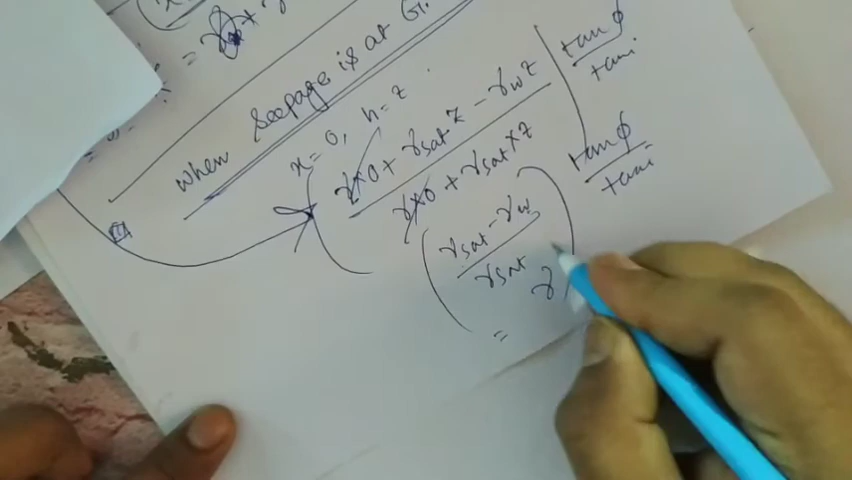 When Seepage is at G.
x = 0, h = z
γ×0 + γsat z − γw z
γ×0 + γsat × z
tan φ
tan i
(γsat − γw
γsat
tan φ
tan i
= γ